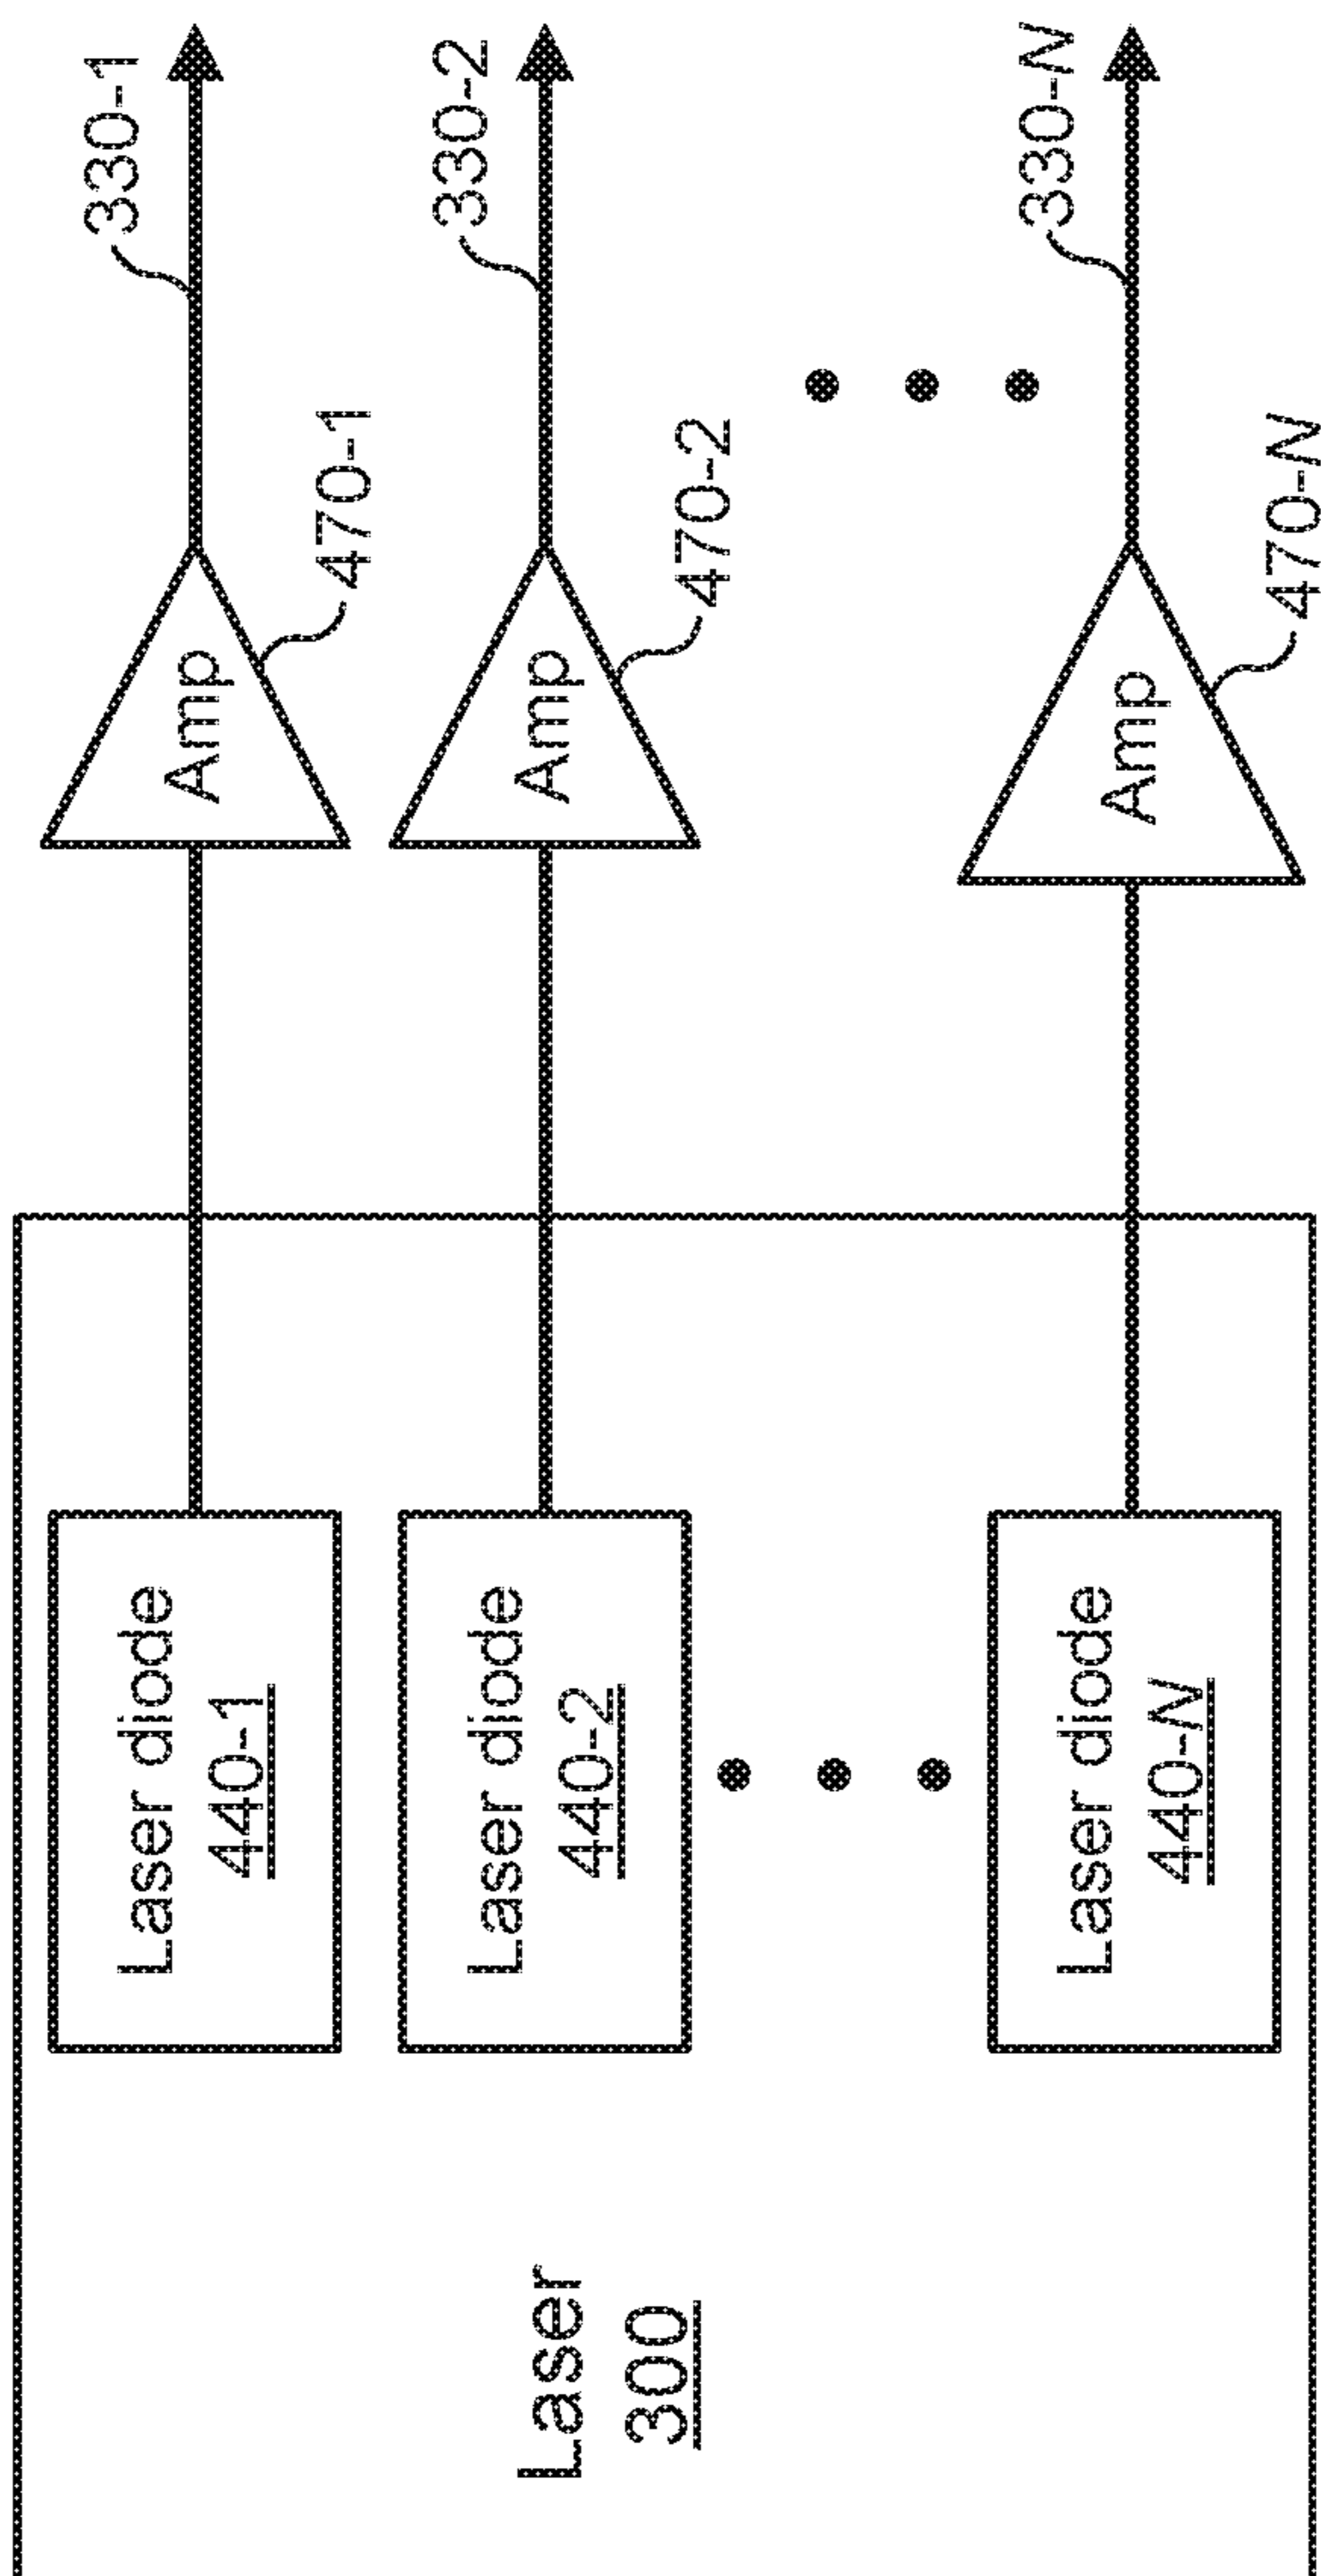 Laser
300
Laser diode
440-1
Amp
470-1
330-1
Laser diode
440-2
Amp
470-2
330-2
Laser diode
440-N
Amp
470-N
330-N